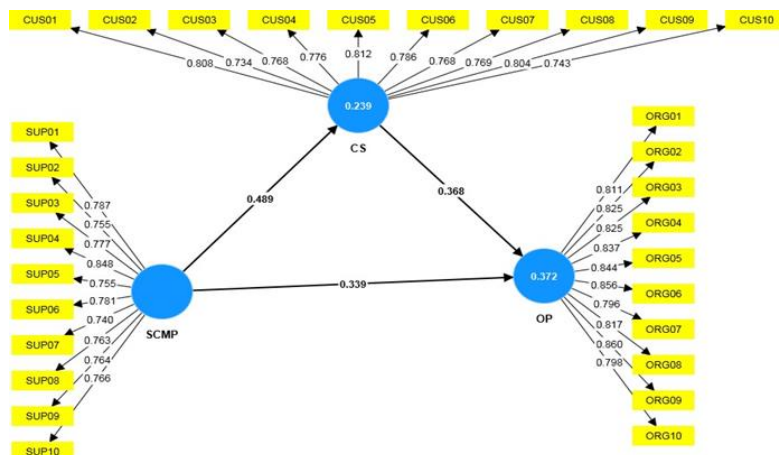 CUS01 CUS02 CUS03 CUS04 CUS05 CUS06 CUS07 CUS08 CUS09 CUS10
0.808 0.734 0.768 0.776 0.812 0.786 0.768 0.769 0.804 0.743
0.239
CS
SUP01
SUP02
SUP03
SUP04
SUP05
SUP06
SUP07
SUP08
SUP09
SUP10
0.787
0.755
0.777
0.848
0.755
0.781
0.740
0.763
0.764
0.766
SCMP
0.489
0.368
0.339
0.372
OP
0.811
0.825
0.825
0.837
0.844
0.856
0.796
0.817
0.860
0.798
ORG01
ORG02
ORG03
ORG04
ORG05
ORG06
ORG07
ORG08
ORG09
ORG10